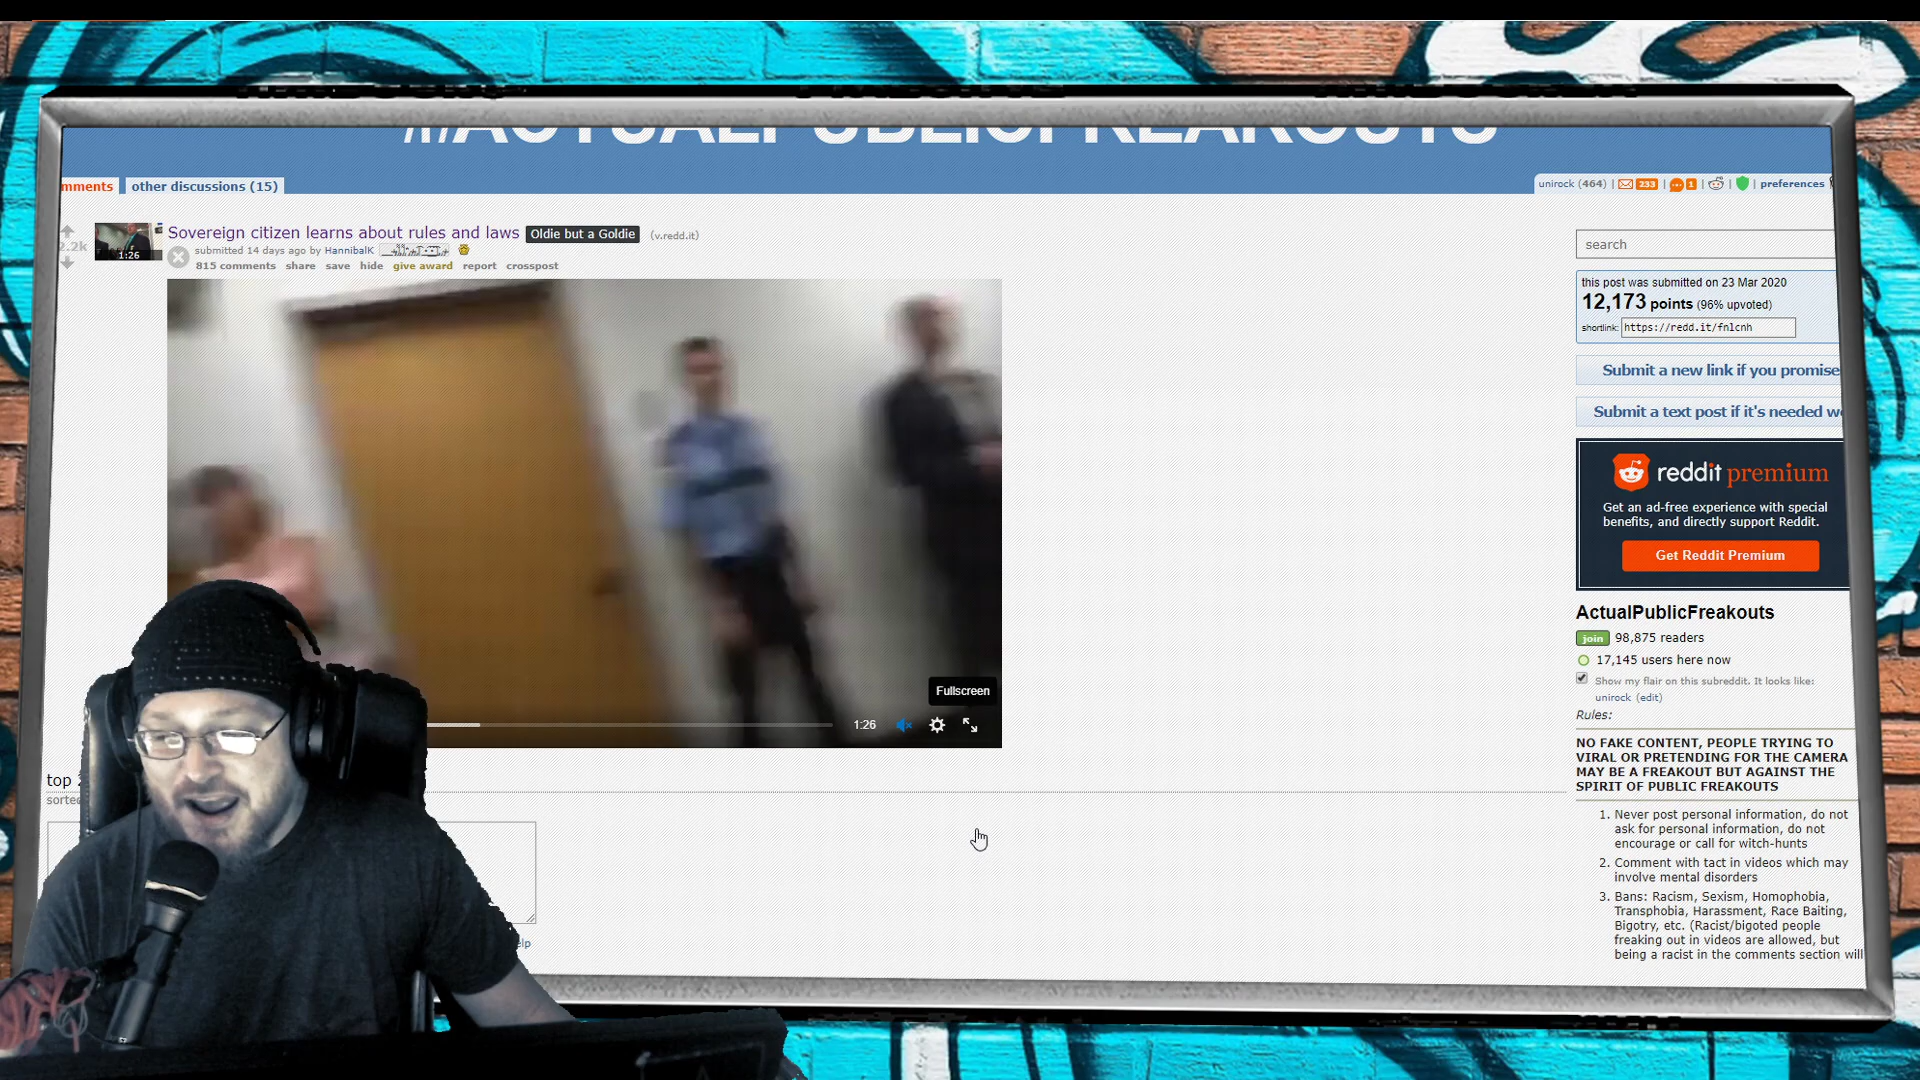 mments other discussions (15)
unirock (464) | 233 | 1 | | | preferences
2.2k
1:26
Sovereign citizen learns about rules and laws Oldie but a Goldie (v.redd.it)
submitted 14 days ago by HannibalK
815 comments share save hide give award report crosspost
Fullscreen
1:26
top
sorted
elp
search
this post was submitted on 23 Mar 2020
12,173 points (96% upvoted)
shortlink: https://redd.it/fnlcnh
Submit a new link if you promise
Submit a text post if it's needed
reddit premium
Get an ad-free experience with special
benefits, and directly support Reddit.
Get Reddit Premium
ActualPublicFreakouts
join 98,875 readers
17,145 users here now
Show my flair on this subreddit. It looks like:
unirock (edit)
Rules:
NO FAKE CONTENT, PEOPLE TRYING TO
VIRAL OR PRETENDING FOR THE CAMERA
MAY BE A FREAKOUT BUT AGAINST THE
SPIRIT OF PUBLIC FREAKOUTS
1. Never post personal information, do not
ask for personal information, do not
encourage or call for witch-hunts
2. Comment with tact in videos which may
involve mental disorders
3. Bans: Racism, Sexism, Homophobia,
Transphobia, Harassment, Race Baiting,
Bigotry, etc. (Racist/bigoted people
freaking out in videos are allowed, but
being a racist in the comments section will